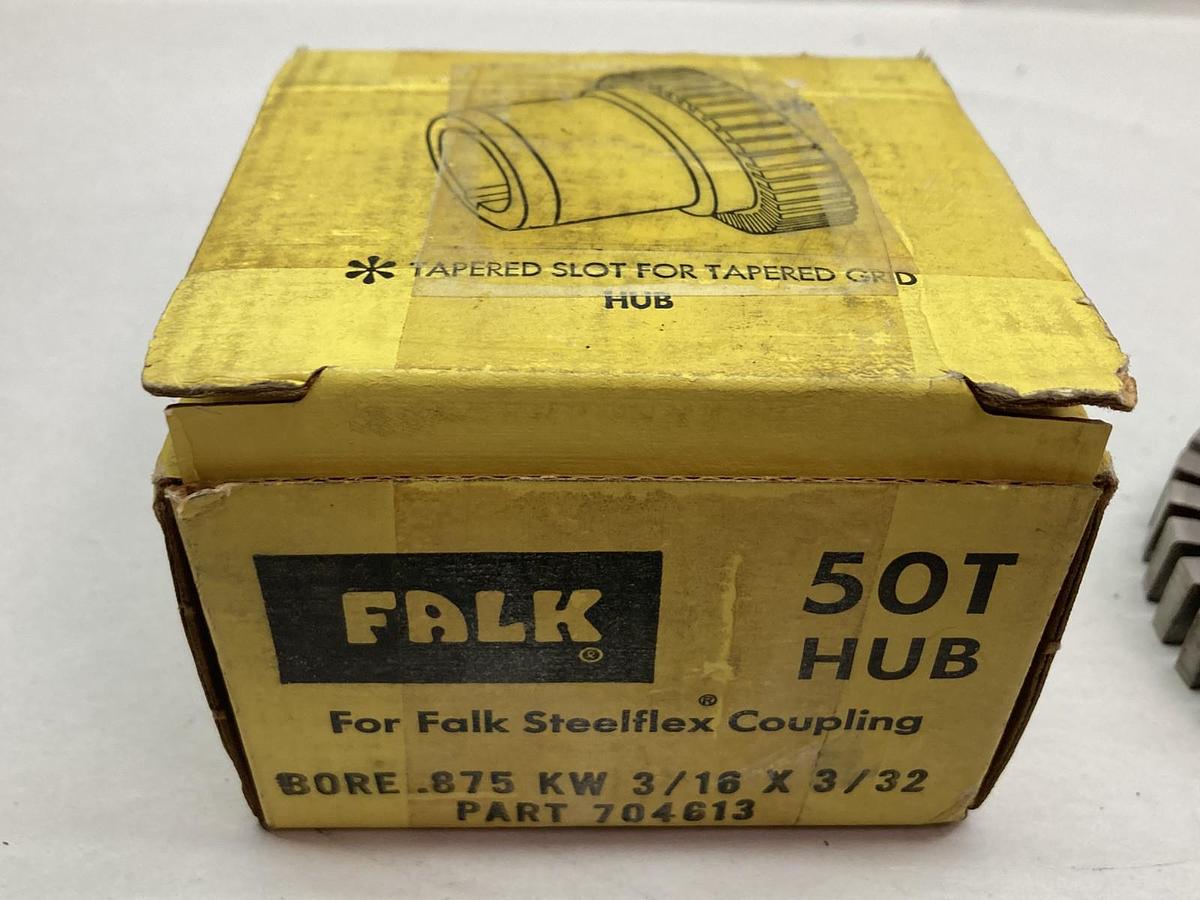 * TAPERED SLOT FOR TAPERED GRID
HUB
FALK
®
50T
HUB
For Falk Steelflex® Coupling
BORE .875 KW 3/16 X 3/32
PART 704613